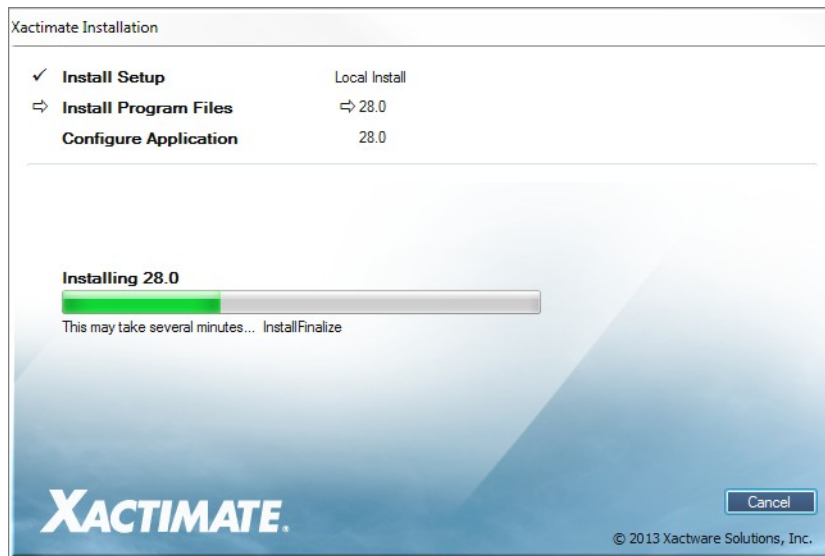 Xactimate Installation
✓ Install Setup Local Install
⇨ Install Program Files ⇨ 28.0
Configure Application 28.0
Installing 28.0
This may take several minutes... InstallFinalize
XACTIMATE®
Cancel
© 2013 Xactware Solutions, Inc.